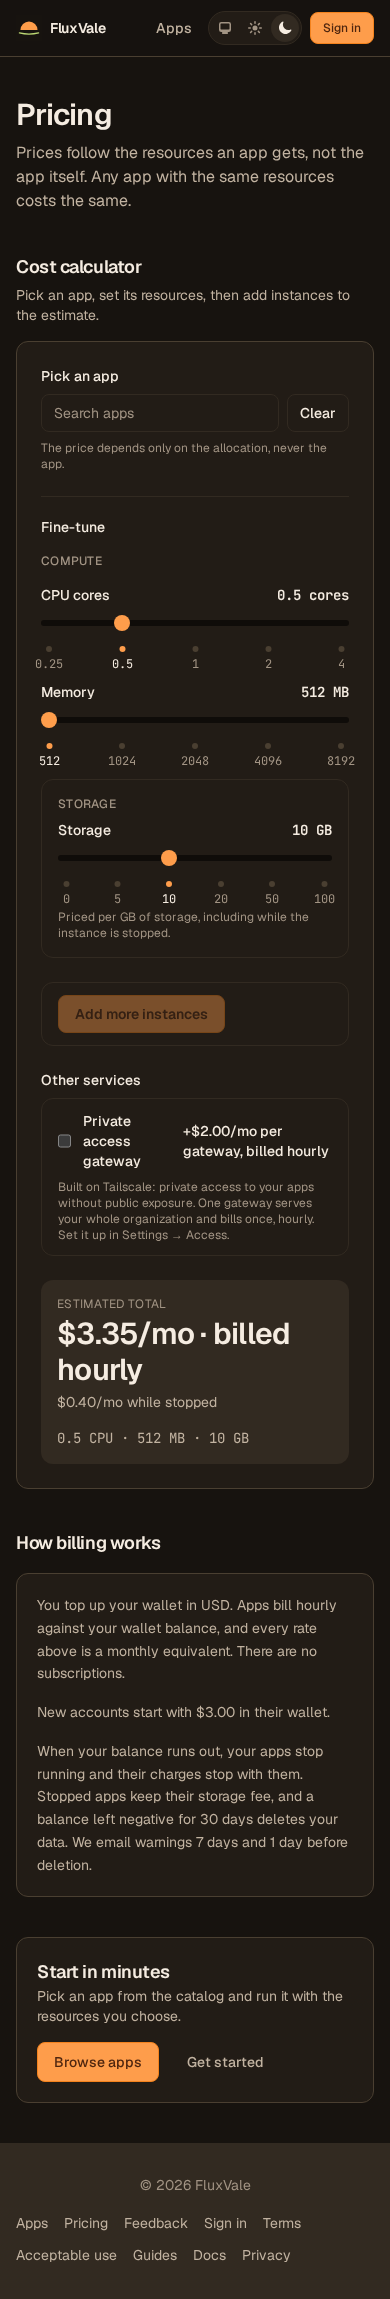 FluxVale
Apps
Sign in
Pricing
Prices follow the resources an app gets, not the
app itself. Any app with the same resources
costs the same.
Cost calculator
Pick an app, set its resources, then add instances to
the estimate.
Pick an app
Search apps
Clear
The price depends only on the allocation, never the
app.
Fine-tune
COMPUTE
CPU cores 0.5 cores
0.25 0.5 1 2 4
Memory 512 MB
512 1024 2048 4096 8192
STORAGE
Storage 10 GB
0 5 10 20 50 100
Priced per GB of storage, including while the
instance is stopped.
Add more instances
Other services
Private
access
gateway
+$2.00/mo per
gateway, billed hourly
Built on Tailscale: private access to your apps
without public exposure. One gateway serves
your whole organization and bills once, hourly.
Set it up in Settings → Access.
ESTIMATED TOTAL
$3.35/mo · billed
hourly
$0.40/mo while stopped
0.5 CPU · 512 MB · 10 GB
How billing works
You top up your wallet in USD. Apps bill hourly
against your wallet balance, and every rate
above is a monthly equivalent. There are no
subscriptions.
New accounts start with $3.00 in their wallet.
When your balance runs out, your apps stop
running and their charges stop with them.
Stopped apps keep their storage fee, and a
balance left negative for 30 days deletes your
data. We email warnings 7 days and 1 day before
deletion.
Start in minutes
Pick an app from the catalog and run it with the
resources you choose.
Browse apps
Get started
© 2026 FluxVale
Apps Pricing Feedback Sign in Terms
Acceptable use Guides Docs Privacy